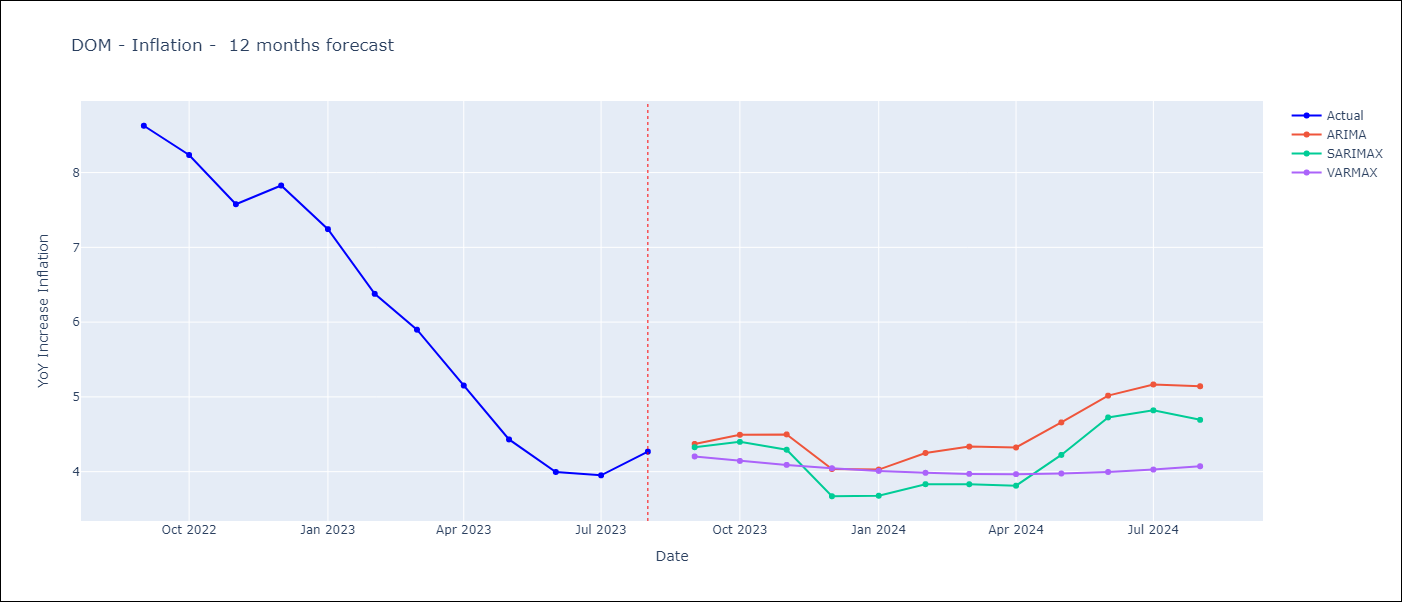 DOM - Inflation -  12 months forecast
Actual
ARIMA
SARIMAX
VARMAX
YoY Increase Inflation
8
7
6
5
4
Oct 2022
Jan 2023
Apr 2023
Jul 2023
Oct 2023
Jan 2024
Apr 2024
Jul 2024
Date